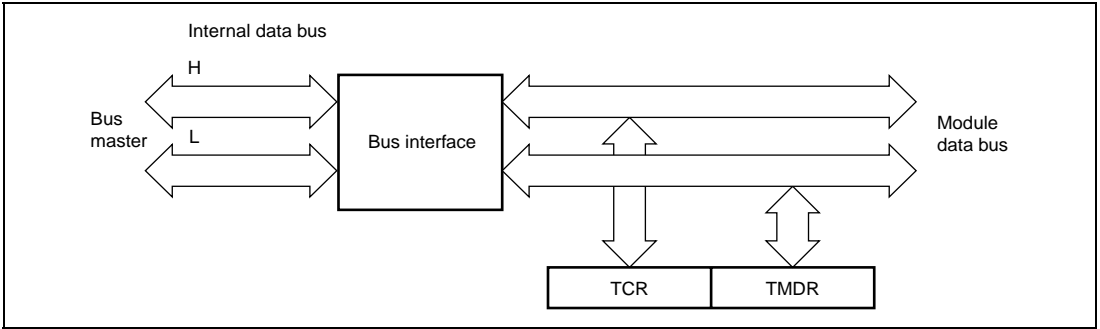 Internal data bus
H
Bus
master
L
Bus interface
Module
data bus
TCR
TMDR